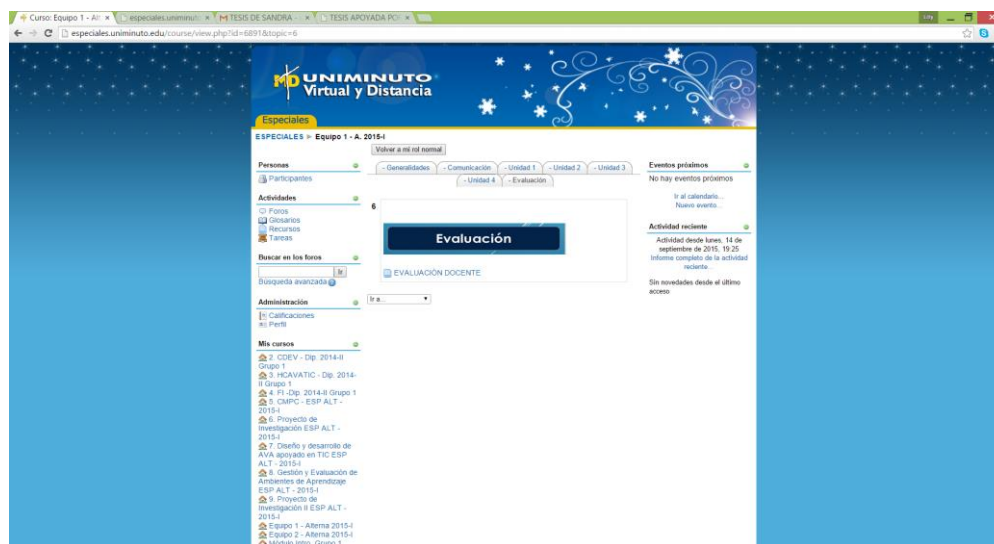 Curso: Equipo 1 - Alt
especiales.uniminuto
TESIS DE SANDRA -
TESIS APOYADA POR
especiales.uniminuto.edu/course/view.php?id=6891&topic=6
MD UNIMINUTO
Virtual y Distancia
Especiales
ESPECIALES ► Equipo 1 - A. 2015-I
Volver a mi rol normal
Personas
Participantes
Actividades
Foros
Glosarios
Recursos
Tareas
Buscar en los foros
Ir
Búsqueda avanzada
Administración
Calificaciones
Perfil
Mis cursos
2. CDEV - Dip. 2014-II
Grupo 1
3. HCAVATIC - Dip. 2014-
II Grupo 1
4. FI -Dip. 2014-II Grupo 1
5. CMPC - ESP ALT -
2015-I
6. Proyecto de
Investigación ESP ALT -
2015-I
7. Diseño y desarrollo de
AVA apoyado en TIC ESP
ALT - 2015-I
8. Gestión y Evaluación de
Ambientes de Aprendizaje
ESP ALT - 2015-I
9. Proyecto de
Investigación II ESP ALT -
2015-I
Equipo 1 - Alterna 2015-I
Equipo 2 - Alterna 2015-I
Módulo Intro. Grupo 1
- Generalidades
- Comunicación
- Unidad 1
- Unidad 2
- Unidad 3
- Unidad 4
- Evaluación
6
Evaluación
EVALUACIÓN DOCENTE
Ir a...
Eventos próximos
No hay eventos próximos
Ir al calendario...
Nuevo evento...
Actividad reciente
Actividad desde lunes, 14 de
septiembre de 2015, 19:25
Informe completo de la actividad
reciente...
Sin novedades desde el último
acceso